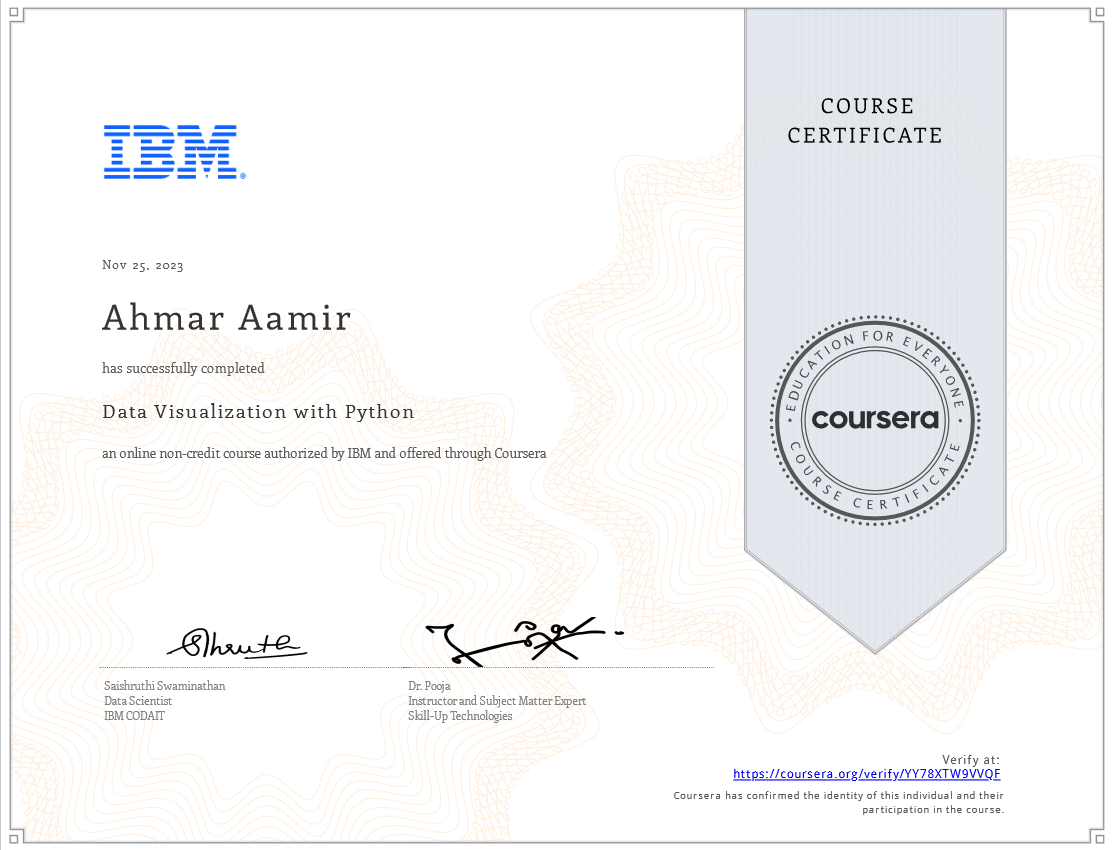 COURSE
CERTIFICATE
IBM®
Nov 25, 2023
Ahmar Aamir
has successfully completed
Data Visualization with Python
an online non-credit course authorized by IBM and offered through Coursera
EDUCATION FOR EVERYONE
coursera
COURSE CERTIFICATE
Saishruthi Swaminathan
Data Scientist
IBM CODAIT
Dr. Pooja
Instructor and Subject Matter Expert
Skill-Up Technologies
Verify at:
https://coursera.org/verify/YY78XTW9VVQF
Coursera has confirmed the identity of this individual and their
participation in the course.